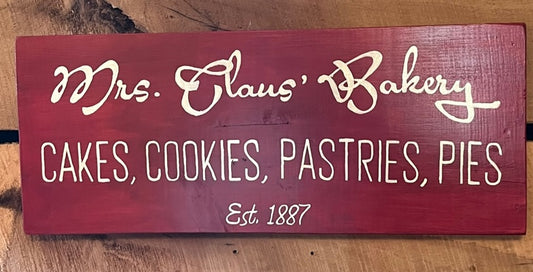 Mrs. Claus' Bakery
CAKES, COOKIES, PASTRIES, PIES
Est. 1887